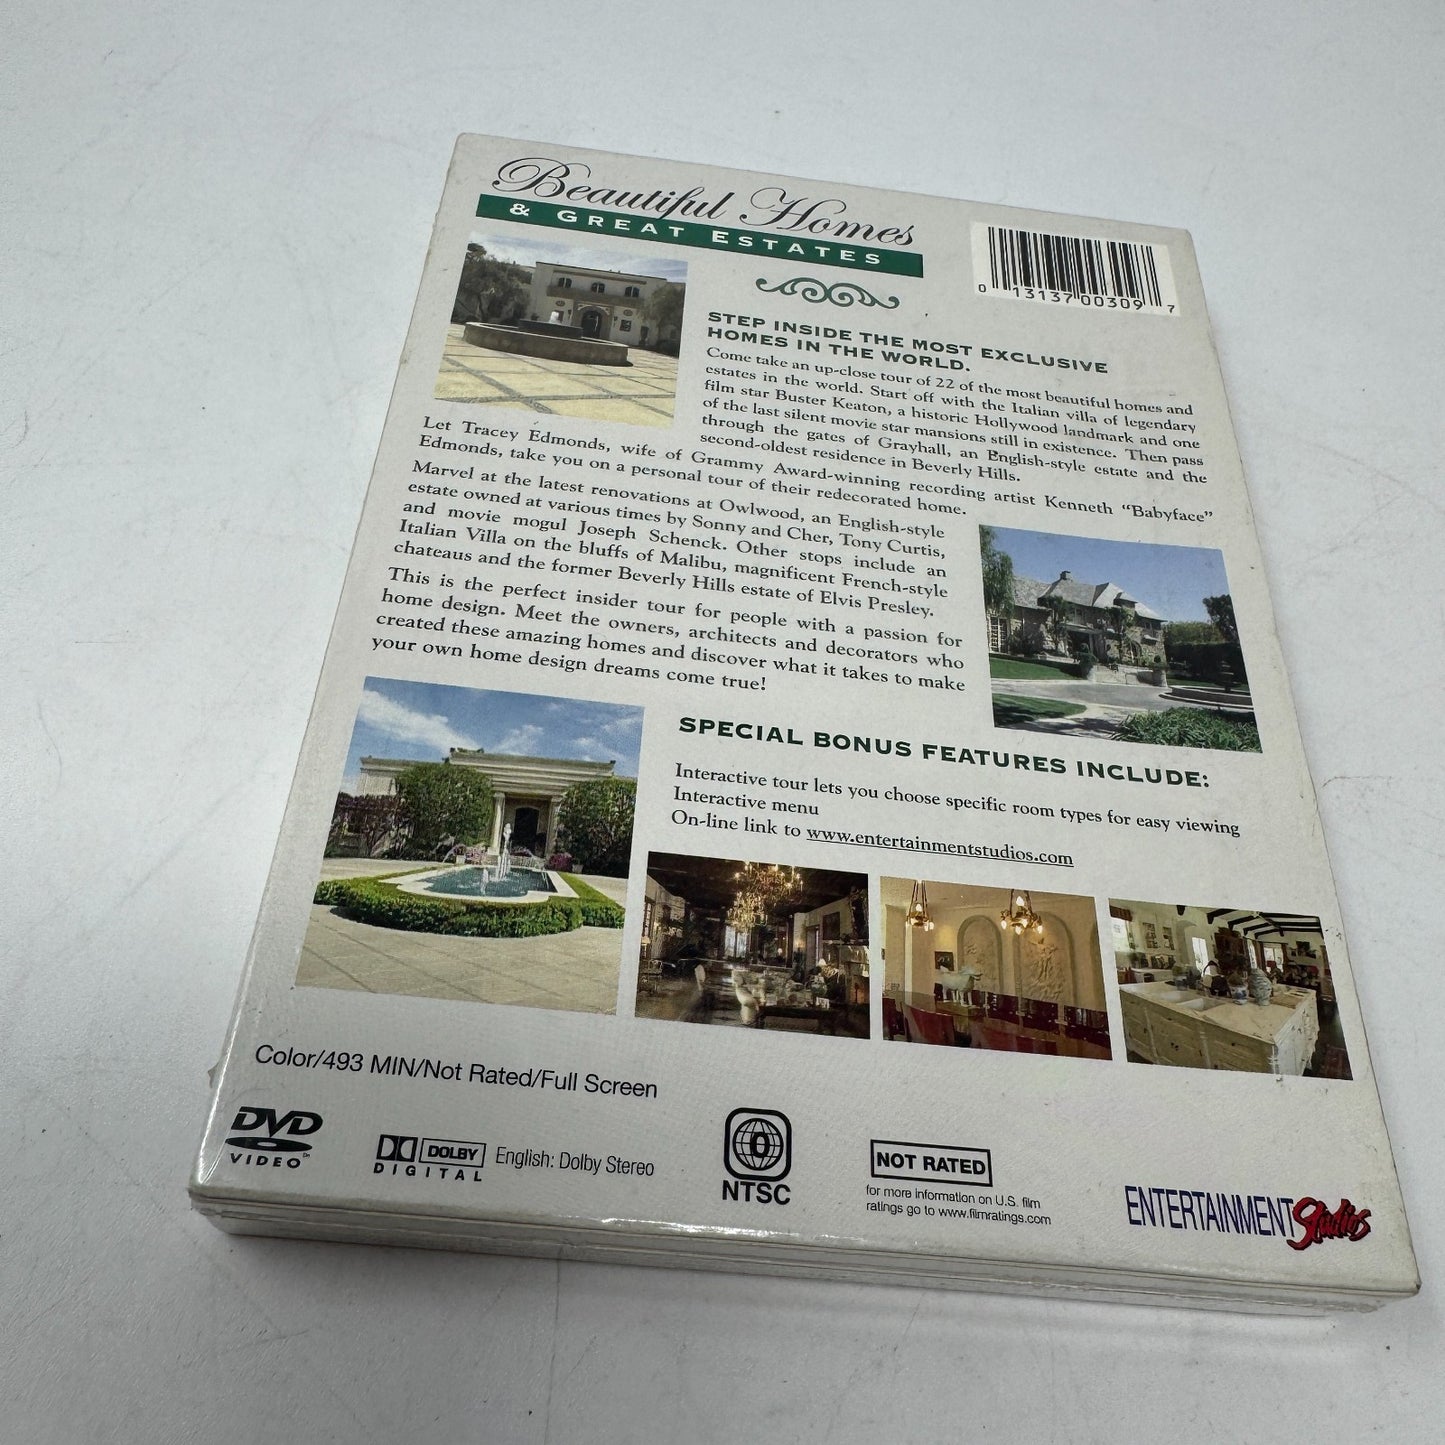 Beautiful Homes
& GREAT ESTATES
0 13137 00309 7
STEP INSIDE THE MOST EXCLUSIVE
HOMES IN THE WORLD.
Come take an up-close tour of 22 of the most beautiful homes and
estates in the world. Start off with the Italian villa of legendary
film star Buster Keaton, a historic Hollywood landmark and one
of the last silent movie star mansions still in existence. Then pass
through the gates of Grayhall, an English-style estate and the
second-oldest residence in Beverly Hills.
Let Tracey Edmonds, wife of Grammy Award-winning recording artist Kenneth “Babyface”
Edmonds, take you on a personal tour of their redecorated home.
Marvel at the latest renovations at Owlwood, an English-style
estate owned at various times by Sonny and Cher, Tony Curtis,
and movie mogul Joseph Schenck. Other stops include an
Italian Villa on the bluffs of Malibu, magnificent French-style
chateaus and the former Beverly Hills estate of Elvis Presley.
This is the perfect insider tour for people with a passion for
home design. Meet the owners, architects and decorators who
created these amazing homes and discover what it takes to make
your own home design dreams come true!
SPECIAL BONUS FEATURES INCLUDE:
Interactive tour lets you choose specific room types for easy viewing
Interactive menu
On-line link to www.entertainmentstudios.com
Color/493 MIN/Not Rated/Full Screen
DVD
VIDEO
DOLBY
DIGITAL
English: Dolby Stereo
0
NTSC
NOT RATED
for more information on U.S. film
ratings go to www.filmratings.com
ENTERTAINMENT Studios